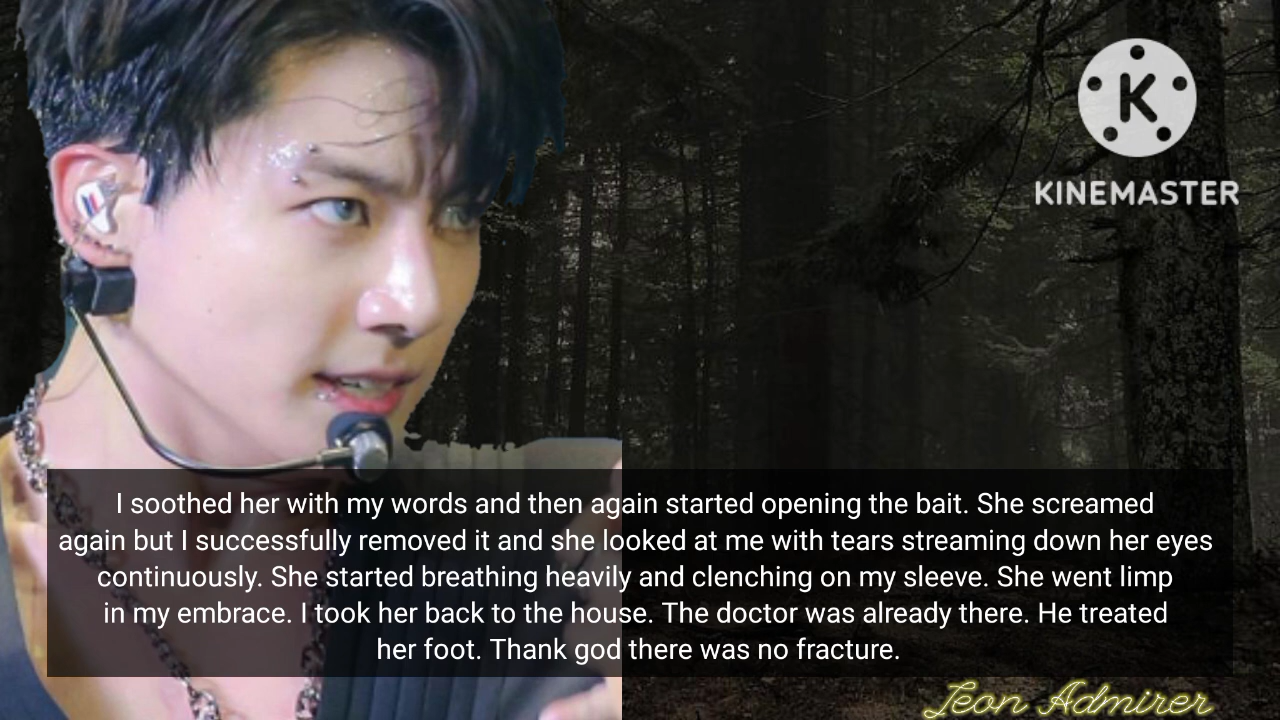 K
KINEMASTER
I soothed her with my words and then again started opening the bait. She screamed
again but I successfully removed it and she looked at me with tears streaming down her eyes
continuously. She started breathing heavily and clenching on my sleeve. She went limp
in my embrace. I took her back to the house. The doctor was already there. He treated
her foot. Thank god there was no fracture.
Jeon Admirer